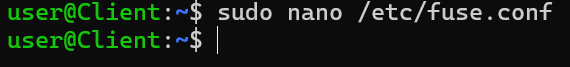 user@Client:~$ sudo nano /etc/fuse.conf
user@Client:~$